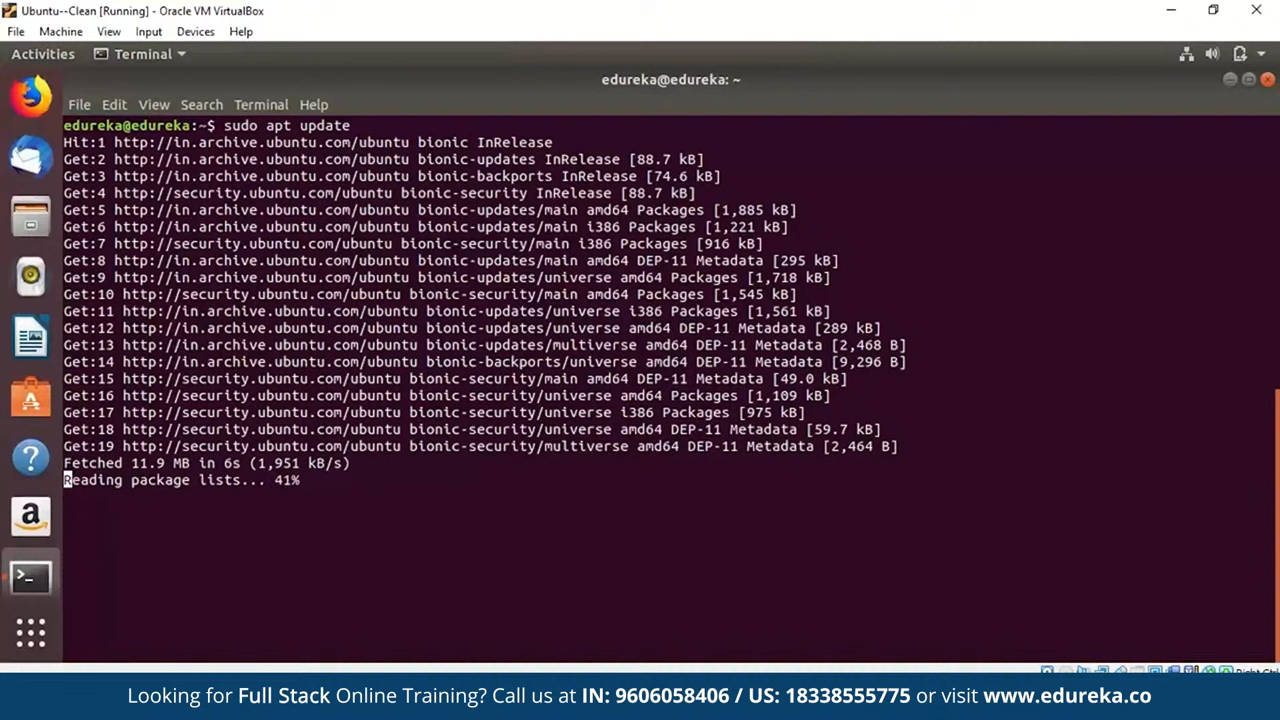 Ubuntu--Clean [Running] - Oracle VM VirtualBox
File Machine View Input Devices Help
Activities Terminal
edureka@edureka: ~
File Edit View Search Terminal Help
edureka@edureka:~$ sudo apt update
Hit:1 http://in.archive.ubuntu.com/ubuntu bionic InRelease
Get:2 http://in.archive.ubuntu.com/ubuntu bionic-updates InRelease [88.7 kB]
Get:3 http://in.archive.ubuntu.com/ubuntu bionic-backports InRelease [74.6 kB]
Get:4 http://security.ubuntu.com/ubuntu bionic-security InRelease [88.7 kB]
Get:5 http://in.archive.ubuntu.com/ubuntu bionic-updates/main amd64 Packages [1,885 kB]
Get:6 http://in.archive.ubuntu.com/ubuntu bionic-updates/main i386 Packages [1,221 kB]
Get:7 http://security.ubuntu.com/ubuntu bionic-security/main i386 Packages [916 kB]
Get:8 http://in.archive.ubuntu.com/ubuntu bionic-updates/main amd64 DEP-11 Metadata [295 kB]
Get:9 http://in.archive.ubuntu.com/ubuntu bionic-updates/universe amd64 Packages [1,718 kB]
Get:10 http://security.ubuntu.com/ubuntu bionic-security/main amd64 Packages [1,545 kB]
Get:11 http://in.archive.ubuntu.com/ubuntu bionic-updates/universe i386 Packages [1,561 kB]
Get:12 http://in.archive.ubuntu.com/ubuntu bionic-updates/universe amd64 DEP-11 Metadata [289 kB]
Get:13 http://in.archive.ubuntu.com/ubuntu bionic-updates/multiverse amd64 DEP-11 Metadata [2,468 B]
Get:14 http://in.archive.ubuntu.com/ubuntu bionic-backports/universe amd64 DEP-11 Metadata [9,296 B]
Get:15 http://security.ubuntu.com/ubuntu bionic-security/main amd64 DEP-11 Metadata [49.0 kB]
Get:16 http://security.ubuntu.com/ubuntu bionic-security/universe amd64 Packages [1,109 kB]
Get:17 http://security.ubuntu.com/ubuntu bionic-security/universe i386 Packages [975 kB]
Get:18 http://security.ubuntu.com/ubuntu bionic-security/universe amd64 DEP-11 Metadata [59.7 kB]
Get:19 http://security.ubuntu.com/ubuntu bionic-security/multiverse amd64 DEP-11 Metadata [2,464 B]
Fetched 11.9 MB in 6s (1,951 kB/s)
Reading package lists... 41%
Looking for Full Stack Online Training? Call us at IN: 9606058406 / US: 18338555775 or visit www.edureka.co